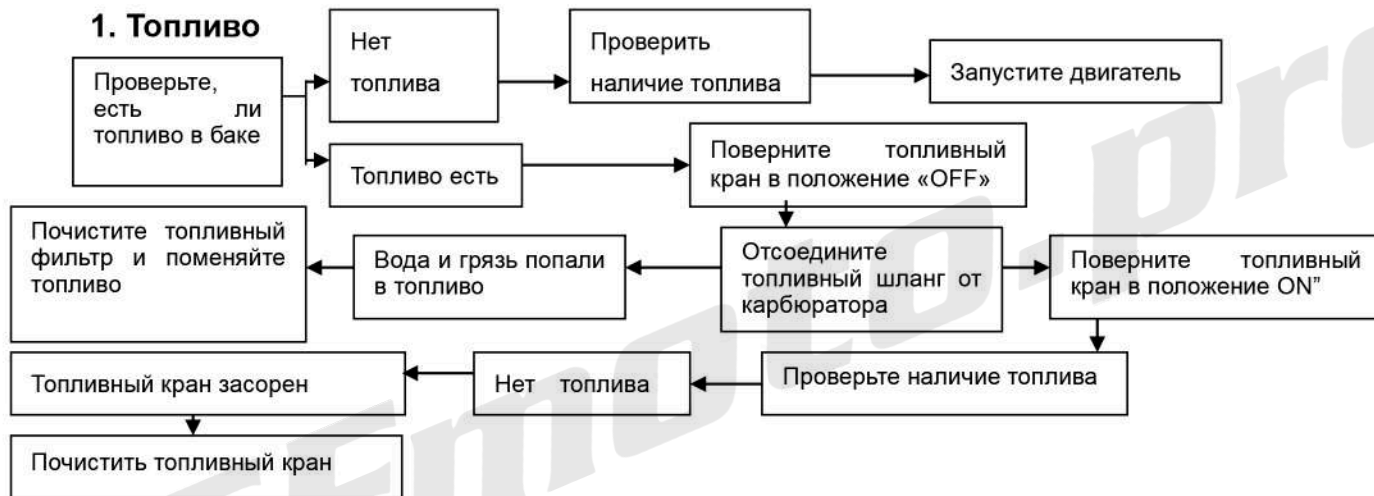 1. Топливо
Проверьте,
есть ли
топливо в баке
Нет
топлива
Проверить
наличие топлива
Запустите двигатель
Топливо есть
Поверните топливный
кран в положение «OFF»
Почистите топливный
фильтр и поменяйте
топливо
Вода и грязь попали
в топливо
Отсоедините
топливный шланг от
карбюратора
Поверните топливный
кран в положение ON”
Топливный кран засорен
Нет топлива
Проверьте наличие топлива
Почистить топливный кран